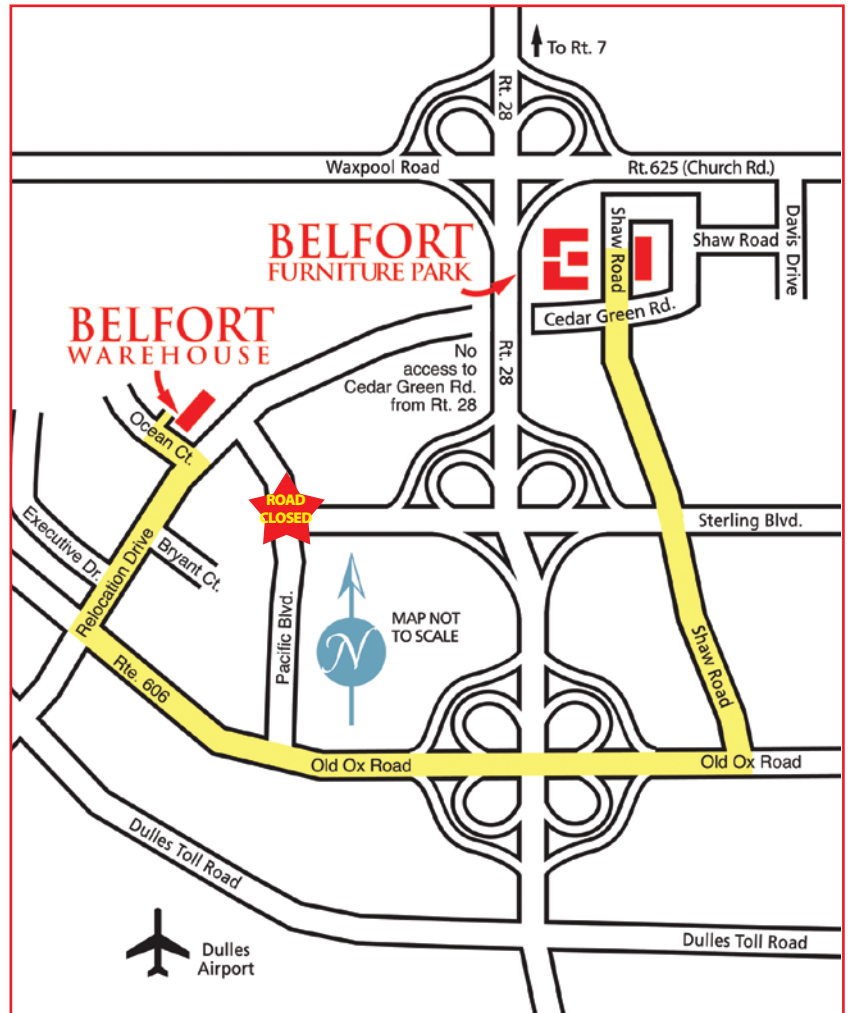 To Rt. 7
Rt. 28
Waxpool Road
Rt.625 (Church Rd.)
Shaw Road
Shaw Road
Davis Drive
BELFORT
FURNITURE PARK
Cedar Green Rd.
BELFORT
WAREHOUSE
No
access to
Cedar Green Rd.
from Rt. 28
Rt. 28
Ocean Ct.
ROAD
CLOSED
Sterling Blvd.
Executive Dr.
Relocation Drive
Bryant Ct.
Pacific Blvd.
N
MAP NOT
TO SCALE
Shaw Road
Rte. 606
Old Ox Road
Old Ox Road
Dulles Toll Road
Dulles Toll Road
Dulles
Airport